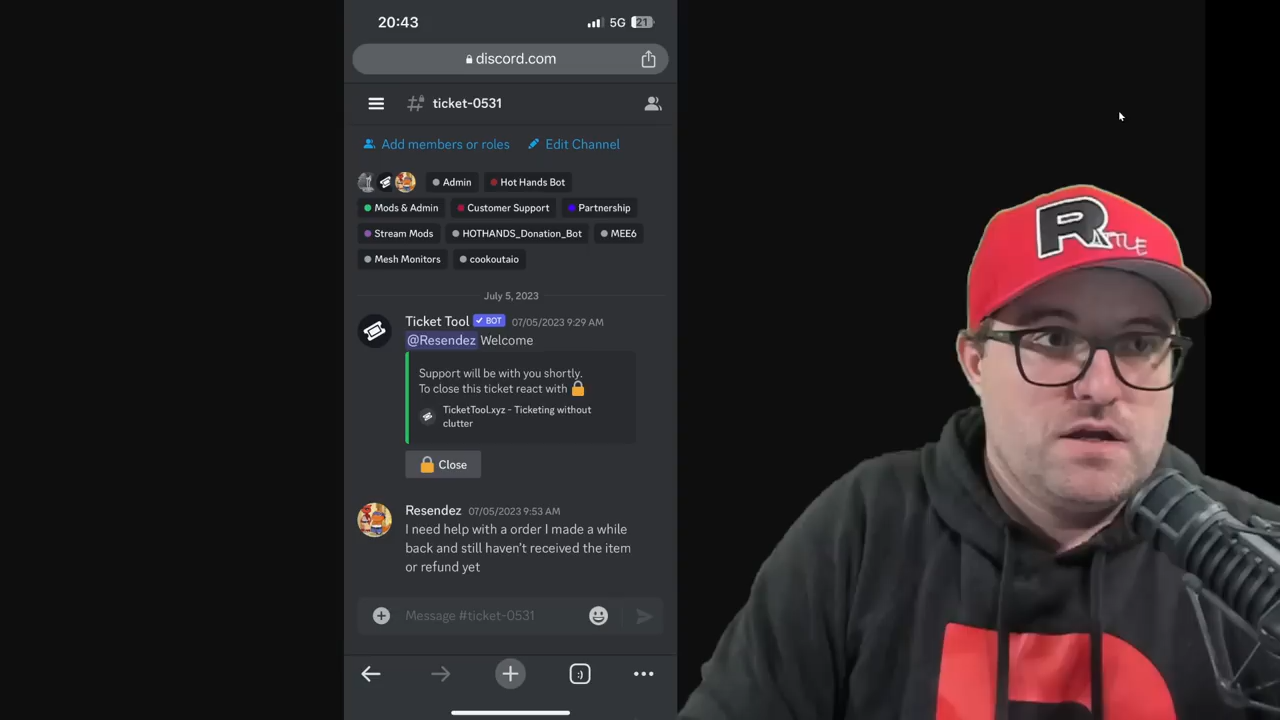 20:43
5G 21
discord.com
ticket-0531
Add members or roles Edit Channel
Admin Hot Hands Bot
Mods & Admin Customer Support Partnership
Stream Mods HOTHANDS_Donation_Bot MEE6
Mesh Monitors cookoutaio
July 5, 2023
Ticket Tool BOT 07/05/2023 9:29 AM
@Resendez Welcome
Support will be with you shortly.
To close this ticket react with
TicketTool.xyz - Ticketing without
clutter
Close
Resendez 07/05/2023 9:53 AM
I need help with a order I made a while
back and still haven't received the item
or refund yet
Message #ticket-0531
:)
RATTLE
R